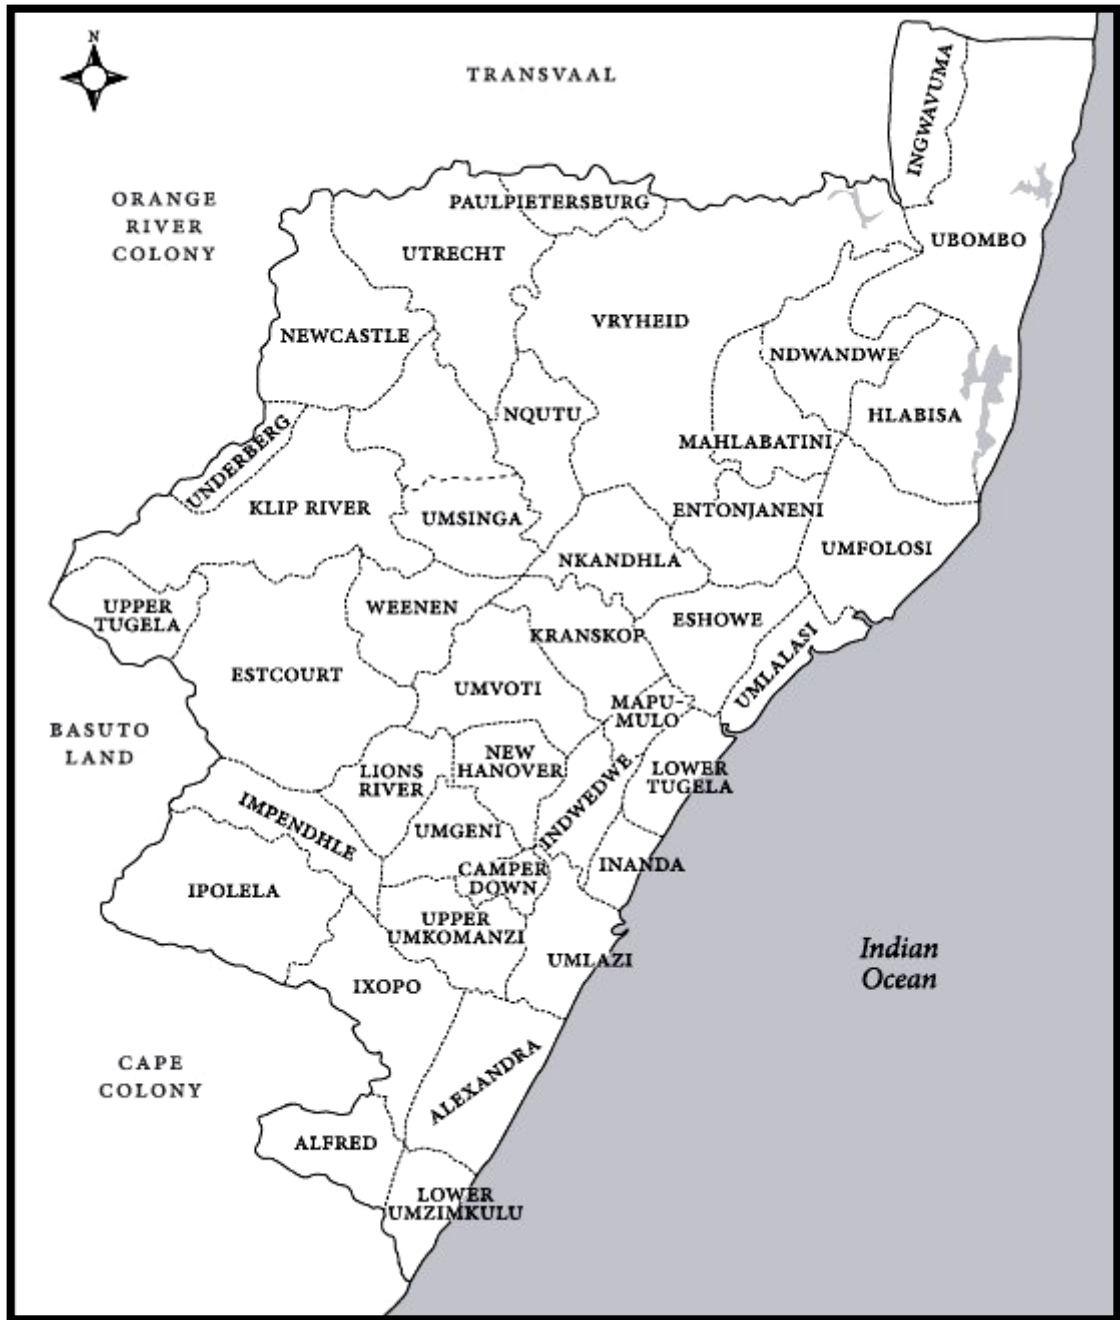 N
TRANSVAAL
INGWAVUMA
ORANGE
RIVER
COLONY
PAULPIETERSBURG
UTRECHT
UBOMBO
NEWCASTLE
VRYHEID
NDWANDWE
NQUTU
HLABISA
MAHLABATINI
UNDERBERG
KLIP RIVER
UMSINGA
ENTONJANENI
UMFOLOSI
NKANDHLA
UPPER
TUGELA
WEENEN
KRANSKOP
ESHOWE
UMLALASI
ESTCOURT
UMVOTI
MAPU-
MULO
BASUTO
LAND
LIONS
RIVER
NEW
HANOVER
INDWEDWE
LOWER
TUGELA
IMPENDHLE
UMGENI
CAMPER
DOWN
INANDA
IPOLELA
UPPER
UMKOMANZI
UMLAZI
Indian
Ocean
IXOPO
CAPE
COLONY
ALEXANDRA
ALFRED
LOWER
UMZIMKULU